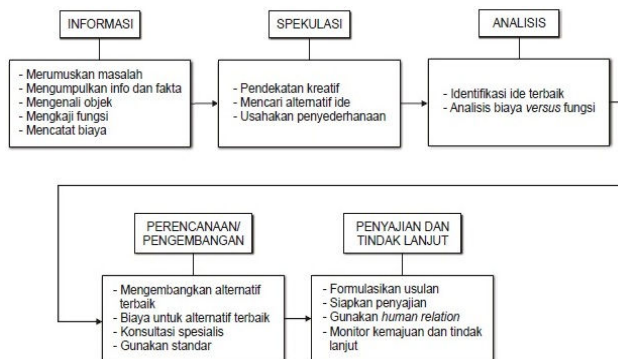 INFORMASI
- Merumuskan masalah
- Mengumpulkan info dan fakta
- Mengenali objek
- Mengkaji fungsi
- Mencatat biaya
SPEKULASI
- Pendekatan kreatif
- Mencari alternatif ide
- Usahakan penyederhanaan
ANALISIS
- Identifikasi ide terbaik
- Analisis biaya versus fungsi
PERENCANAAN/
PENGEMBANGAN
- Mengembangkan alternatif
terbaik
- Biaya untuk alternatif terbaik
- Konsultasi spesialis
- Gunakan standar
PENYAJIAN DAN
TINDAK LANJUT
- Formulasikan usulan
- Siapkan penyajian
- Gunakan human relation
- Monitor kemajuan dan tindak
lanjut